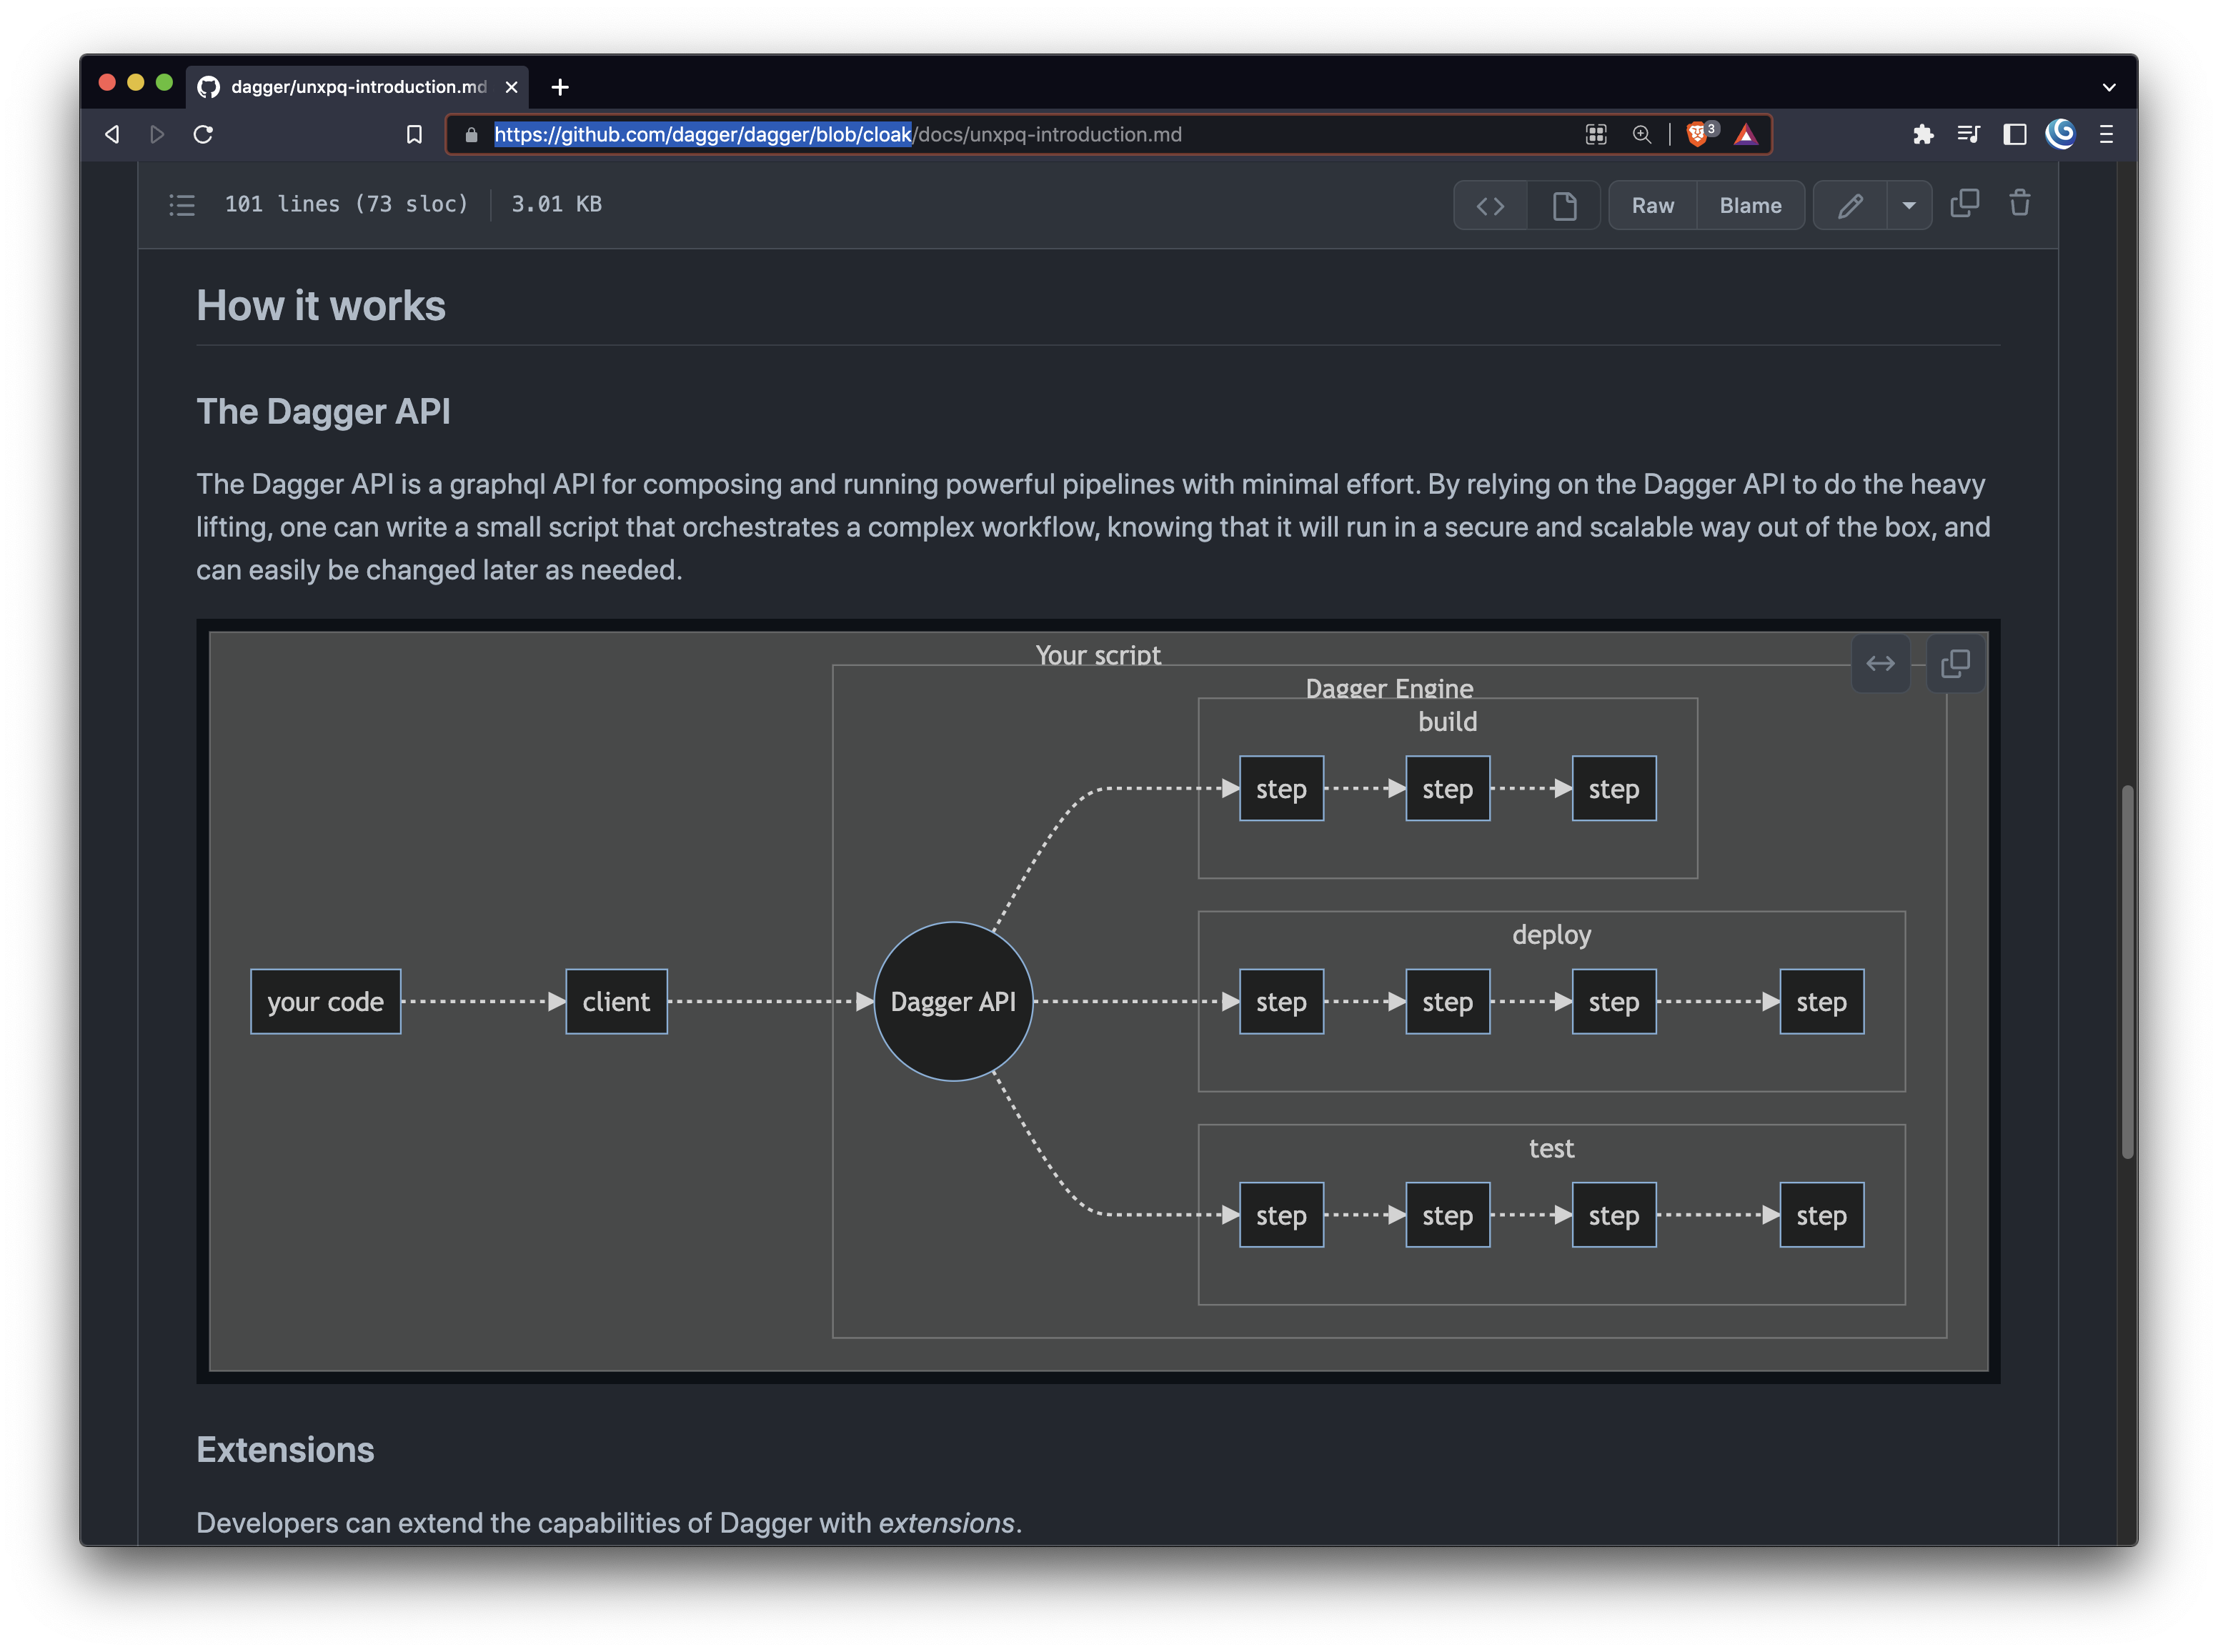 dagger/unxpq-introduction.md
https://github.com/dagger/dagger/blob/cloak/docs/unxpq-introduction.md
3
101 lines (73 sloc)
3.01 KB
Raw
Blame
How it works
The Dagger API
The Dagger API is a graphql API for composing and running powerful pipelines with minimal effort. By relying on the Dagger API to do the heavy
lifting, one can write a small script that orchestrates a complex workflow, knowing that it will run in a secure and scalable way out of the box, and
can easily be changed later as needed.
Your script
Dagger Engine
build
step step step
deploy
your code client Dagger API step step step step
test
step step step step
Extensions
Developers can extend the capabilities of Dagger with extensions.